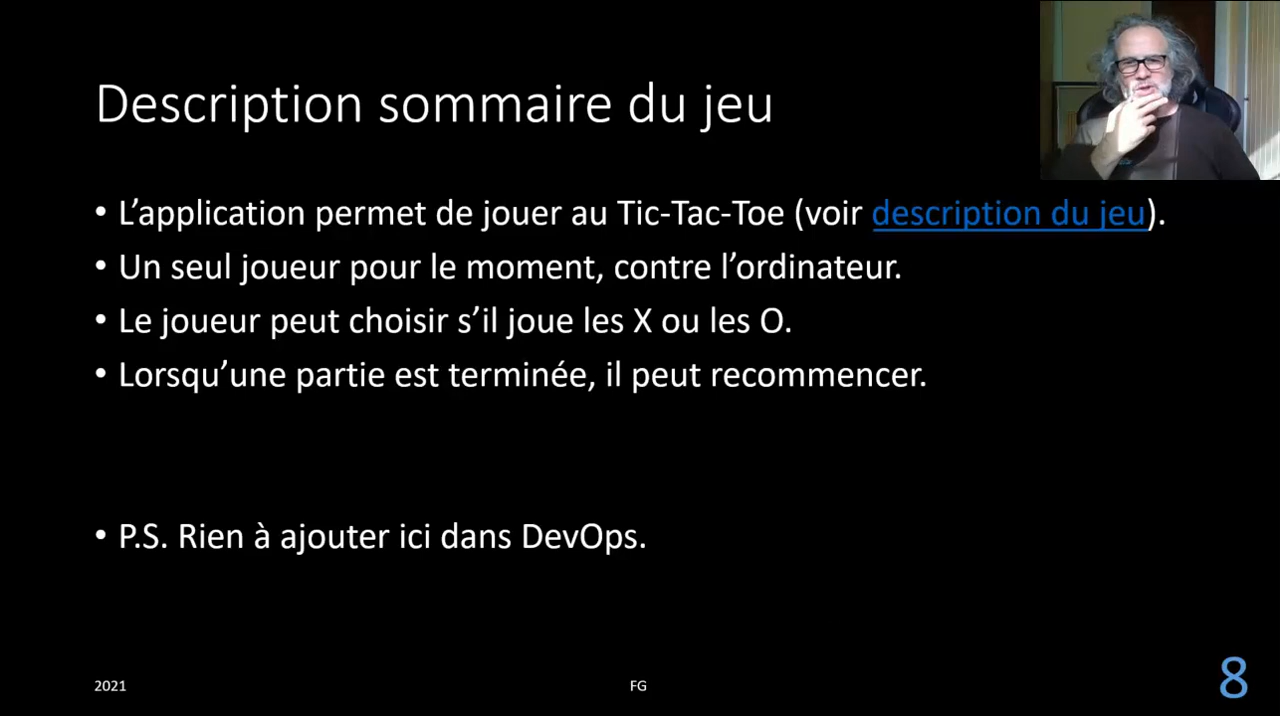 Description sommaire du jeu
• L’application permet de jouer au Tic-Tac-Toe (voir description du jeu).
• Un seul joueur pour le moment, contre l’ordinateur.
• Le joueur peut choisir s’il joue les X ou les O.
• Lorsqu’une partie est terminée, il peut recommencer.
• P.S. Rien à ajouter ici dans DevOps.
2021
FG
8